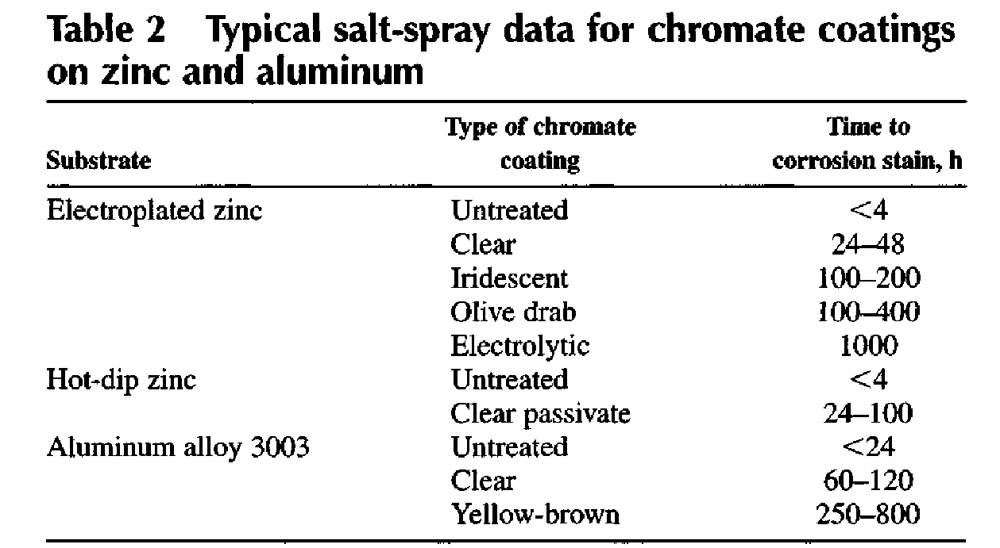 Table 2 Typical salt-spray data for chromate coatings
on zinc and aluminum
Type of chromate Time to
Substrate coating corrosion stain, h
Electroplated zinc Untreated <4
Clear 24–48
Iridescent 100–200
Olive drab 100–400
Electrolytic 1000
Hot-dip zinc Untreated <4
Clear passivate 24–100
Aluminum alloy 3003 Untreated <24
Clear 60–120
Yellow-brown 250–800